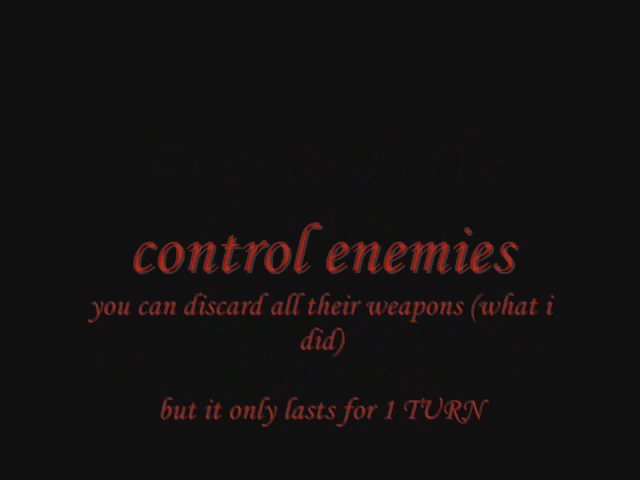 control enemies
you can discard all their weapons (what i
did)
but it only lasts for 1 TURN